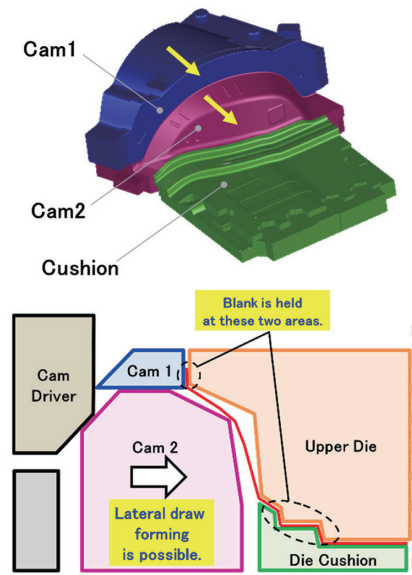 Cam1
Cam2
Cushion
Blank is held
at these two areas.
Cam
Driver
Cam 1
Cam 2
Upper Die
Lateral draw
forming
is possible.
Die Cushion